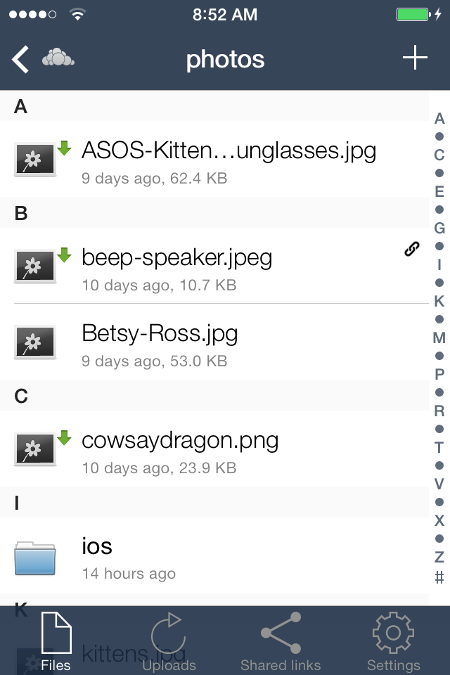 8:52 AM
photos
A
ASOS-Kitten...unglasses.jpg
9 days ago, 62.4 KB
B
beep-speaker.jpeg
10 days ago, 10.7 KB
Betsy-Ross.jpg
9 days ago, 53.0 KB
C
cowsaydragon.png
10 days ago, 23.9 KB
I
ios
14 hours ago
K
kittens.jpg
A
C
E
G
I
K
M
P
R
T
V
X
Z
#
Files
Uploads
Shared links
Settings